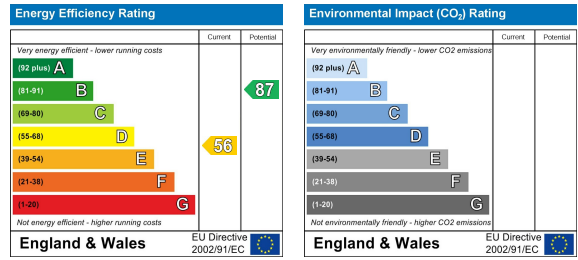 Energy Efficiency Rating
Current Potential
Very energy efficient - lower running costs
(92 plus) A
(81-91) B
(69-80) C
(55-68) D
(39-54) E
(21-38) F
(1-20) G
56
87
Not energy efficient - higher running costs
England & Wales
EU Directive
2002/91/EC
Environmental Impact (CO₂) Rating
Current Potential
Very environmentally friendly - lower CO2 emissions
(92 plus) A
(81-91) B
(69-80) C
(55-68) D
(39-54) E
(21-38) F
(1-20) G
Not environmentally friendly - higher CO2 emissions
England & Wales
EU Directive
2002/91/EC